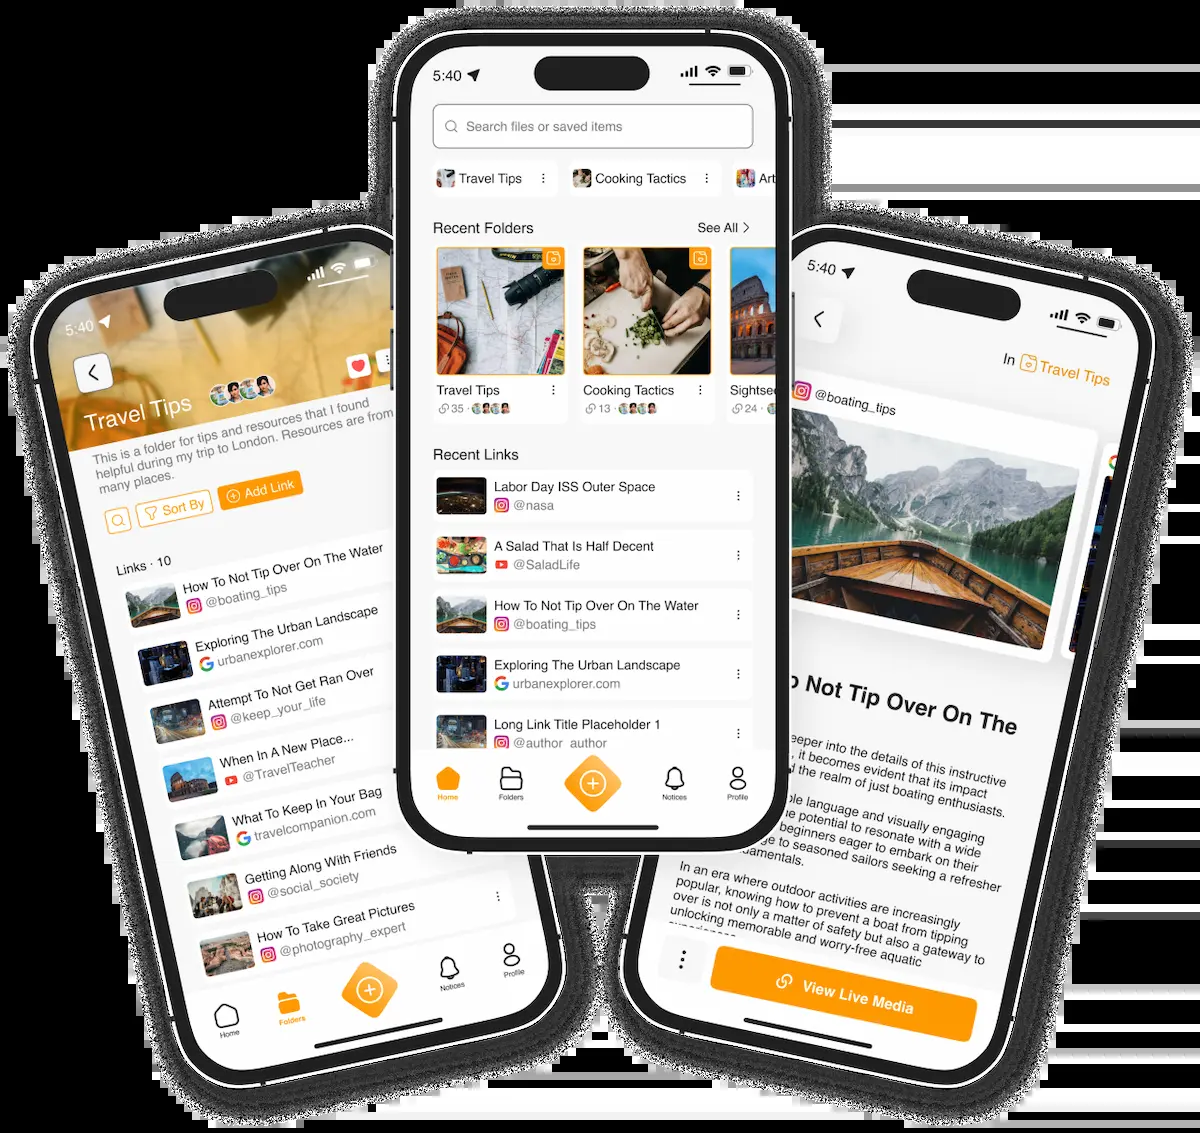 5:40
Travel Tips
This is a folder for tips and resources that I found
helpful during my trip to London. Resources are from
many places.
Sort By
Add Link
Links · 10
How To Not Tip Over On The Water
@boating_tips
Exploring The Urban Landscape
urbanexplorer.com
Attempt To Not Get Ran Over
@keep_your_life
When In A New Place...
@TravelTeacher
What To Keep In Your Bag
travelcompanion.com
Getting Along With Friends
@social_society
How To Take Great Pictures
@photography_expert
Home
Folders
Notices
Profile
5:40
Search files or saved items
Travel Tips
Cooking Tactics
Art
Recent Folders
See All
Travel Tips
35 ·
Cooking Tactics
13 ·
Sightse
24 ·
Recent Links
Labor Day ISS Outer Space
@nasa
A Salad That Is Half Decent
@SaladLife
How To Not Tip Over On The Water
@boating_tips
Exploring The Urban Landscape
urbanexplorer.com
Long Link Title Placeholder 1
@author_author
Home
Folders
Notices
Profile
5:40
In Travel Tips
@boating_tips
Not Tip Over On The
eeper into the details of this instructive
, it becomes evident that its impact
the realm of just boating enthusiasts.
ble language and visually engaging
the potential to resonate with a wide
beginners eager to embark on their
to seasoned sailors seeking a refresher
damentals.
In an era where outdoor activities are increasingly
popular, knowing how to prevent a boat from tipping
over is not only a matter of safety but also a gateway to
unlocking memorable and worry-free aquatic
View Live Media